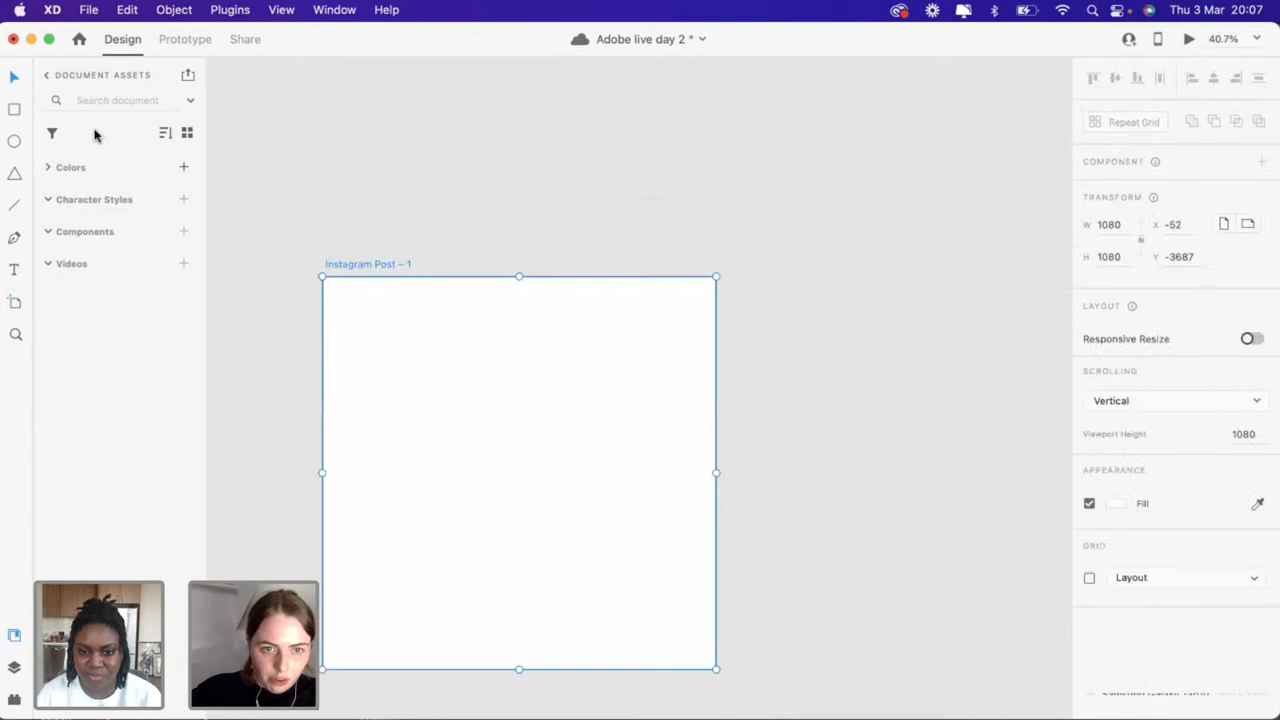 XD File Edit Object Plugins View Window Help Thu 3 Mar 20:07
Design Prototype Share Adobe live day 2 * 40.7%
DOCUMENT ASSETS
Search document
Colors
Character Styles
Components
Videos
Instagram Post – 1
Repeat Grid
COMPONENT
TRANSFORM
W 1080 X -52
H 1080 Y -3687
LAYOUT
Responsive Resize
SCROLLING
Vertical
Viewport Height 1080
APPEARANCE
Fill
GRID
Layout